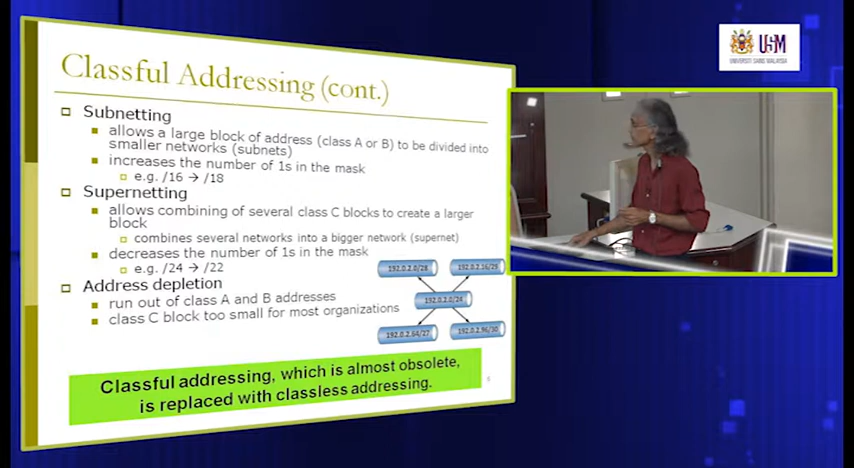 Classful Addressing (cont.)
Subnetting
allows a large block of address (class A or B) to be divided into
smaller networks (subnets)
increases the number of 1s in the mask
e.g. /16 → /18
Supernetting
allows combining of several class C blocks to create a larger
block
combines several networks into a bigger network (supernet)
decreases the number of 1s in the mask
e.g. /24 → /22
Address depletion
run out of class A and B addresses
class C block too small for most organizations
192.0.2.0/28
192.0.2.16/29
192.0.2.0/24
192.0.2.64/27
192.0.2.96/30
Classful addressing, which is almost obsolete,
is replaced with classless addressing.
USM
UNIVERSITI SAINS MALAYSIA